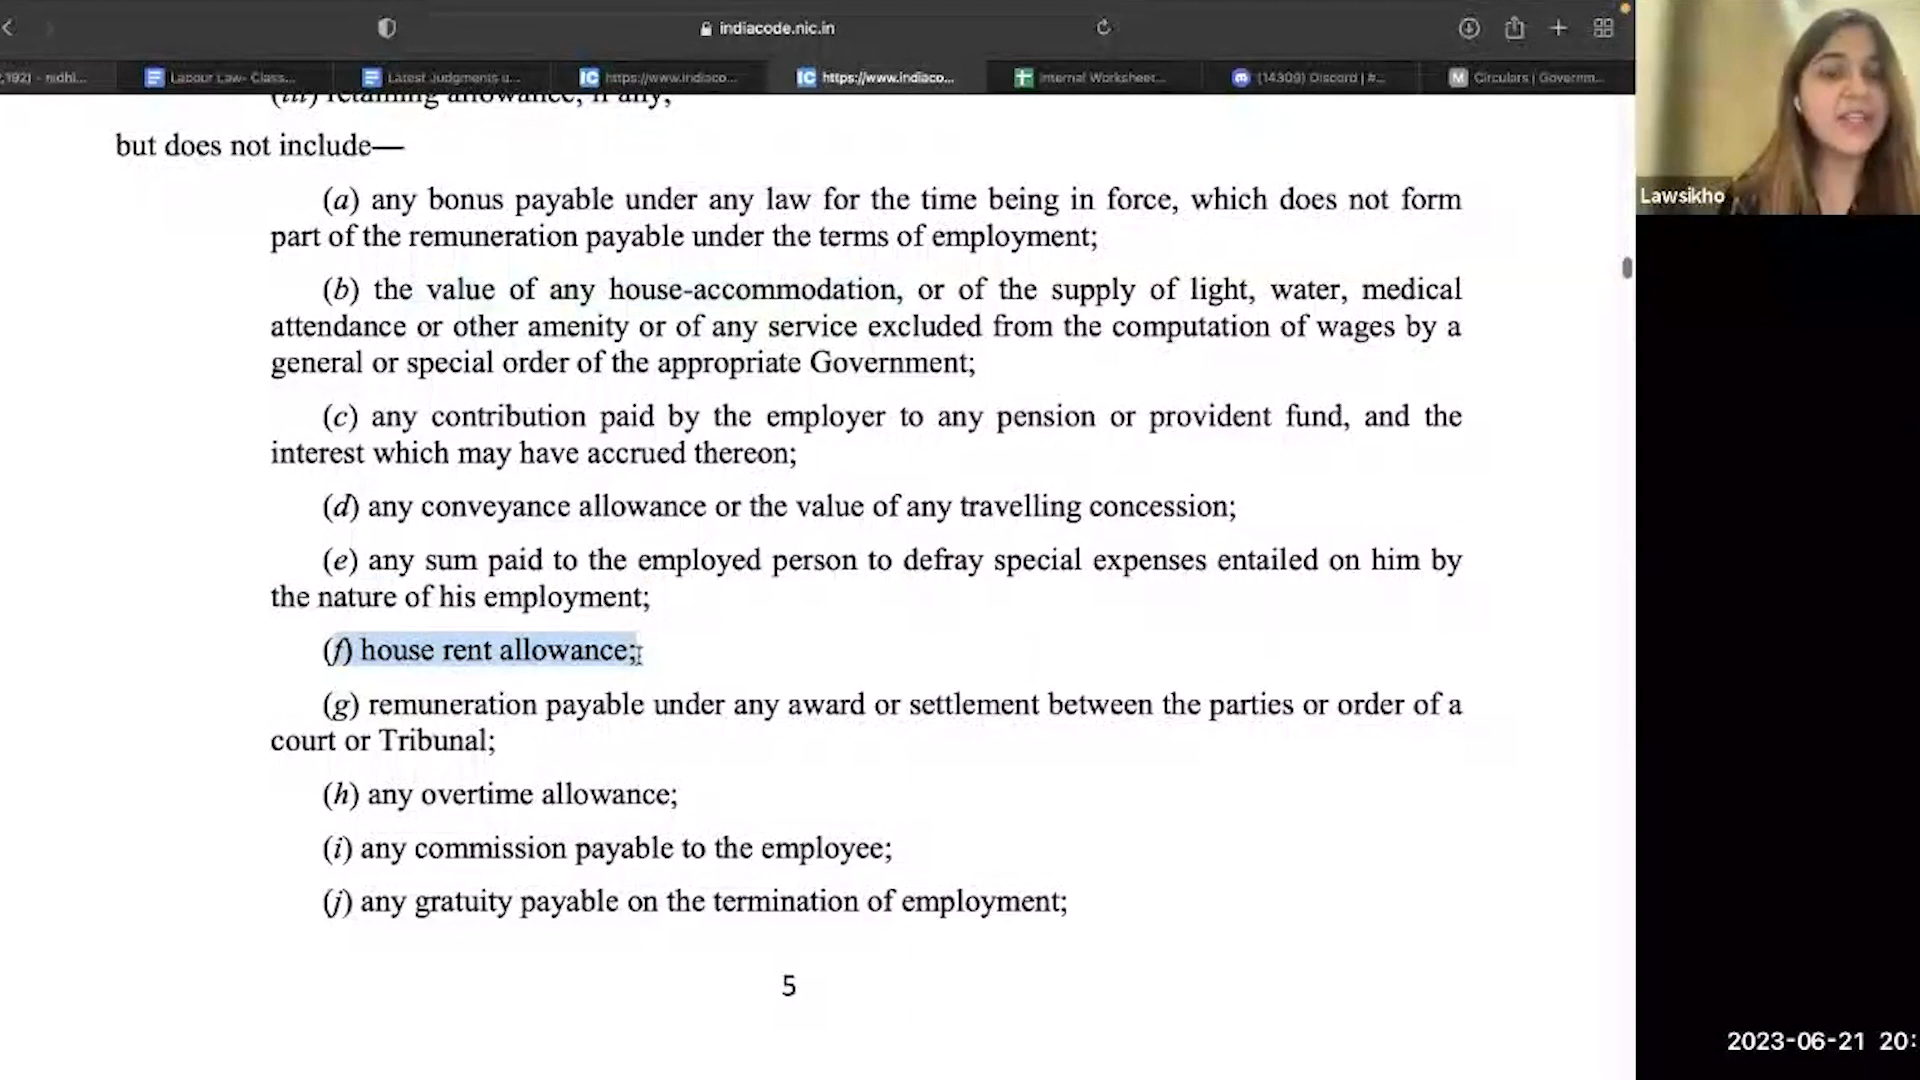 indiacode.nic.in
,192) - nidhi... Labour Law- Class... Latest Judgments u... https://www.indiaco... https://www.indiaco... Internal Worksheet... (14309) Discord | #... Circulars | Governm...
(iii) retaining allowance, if any,
but does not include—
(a) any bonus payable under any law for the time being in force, which does not form
part of the remuneration payable under the terms of employment;
(b) the value of any house-accommodation, or of the supply of light, water, medical
attendance or other amenity or of any service excluded from the computation of wages by a
general or special order of the appropriate Government;
(c) any contribution paid by the employer to any pension or provident fund, and the
interest which may have accrued thereon;
(d) any conveyance allowance or the value of any travelling concession;
(e) any sum paid to the employed person to defray special expenses entailed on him by
the nature of his employment;
(f) house rent allowance;
(g) remuneration payable under any award or settlement between the parties or order of a
court or Tribunal;
(h) any overtime allowance;
(i) any commission payable to the employee;
(j) any gratuity payable on the termination of employment;
5
Lawsikho
2023-06-21 20: